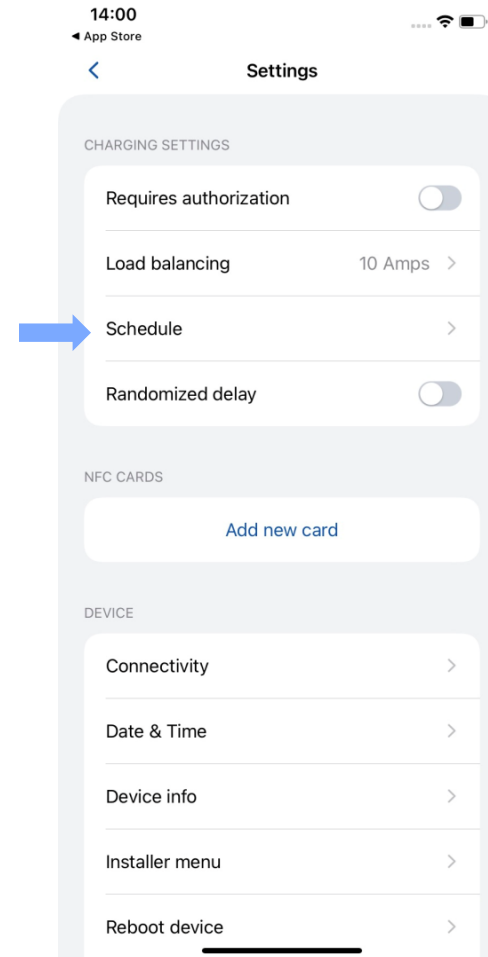 14:00
App Store
Settings
CHARGING SETTINGS
Requires authorization
Load balancing 10 Amps
Schedule
Randomized delay
NFC CARDS
Add new card
DEVICE
Connectivity
Date & Time
Device info
Installer menu
Reboot device